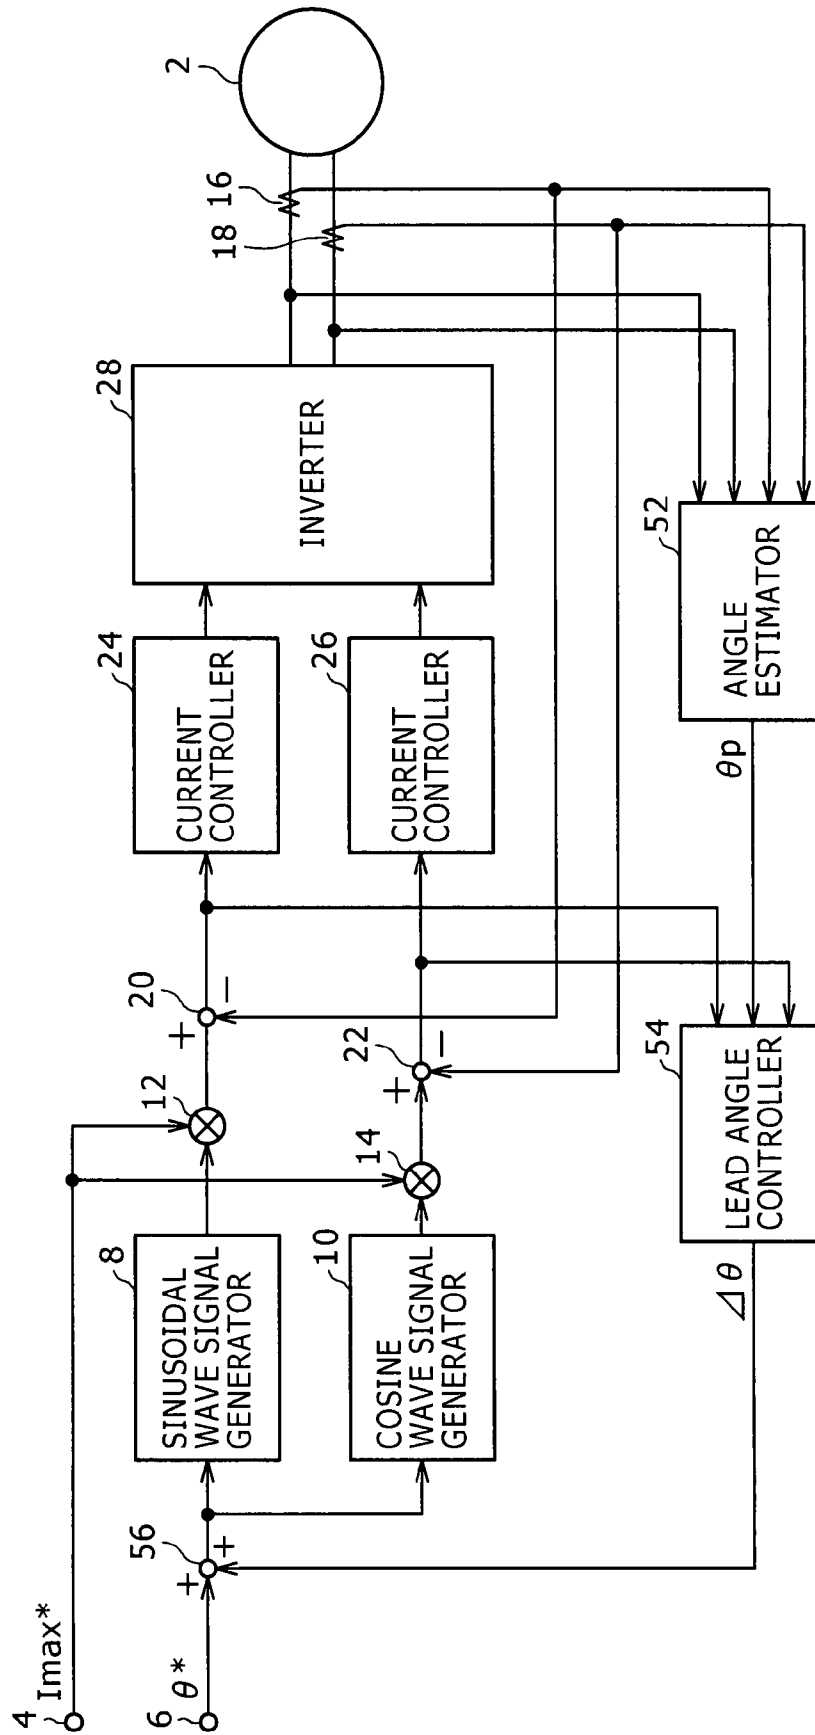 4
Imax*
6
θ*
56
+
+
8
SINUSOIDAL
WAVE SIGNAL
GENERATOR
10
COSINE
WAVE SIGNAL
GENERATOR
12
14
+
20
−
+
22
−
24
CURRENT
CONTROLLER
26
CURRENT
CONTROLLER
28
INVERTER
16
18
2
52
ANGLE
ESTIMATOR
θp
54
LEAD ANGLE
CONTROLLER
Δθ